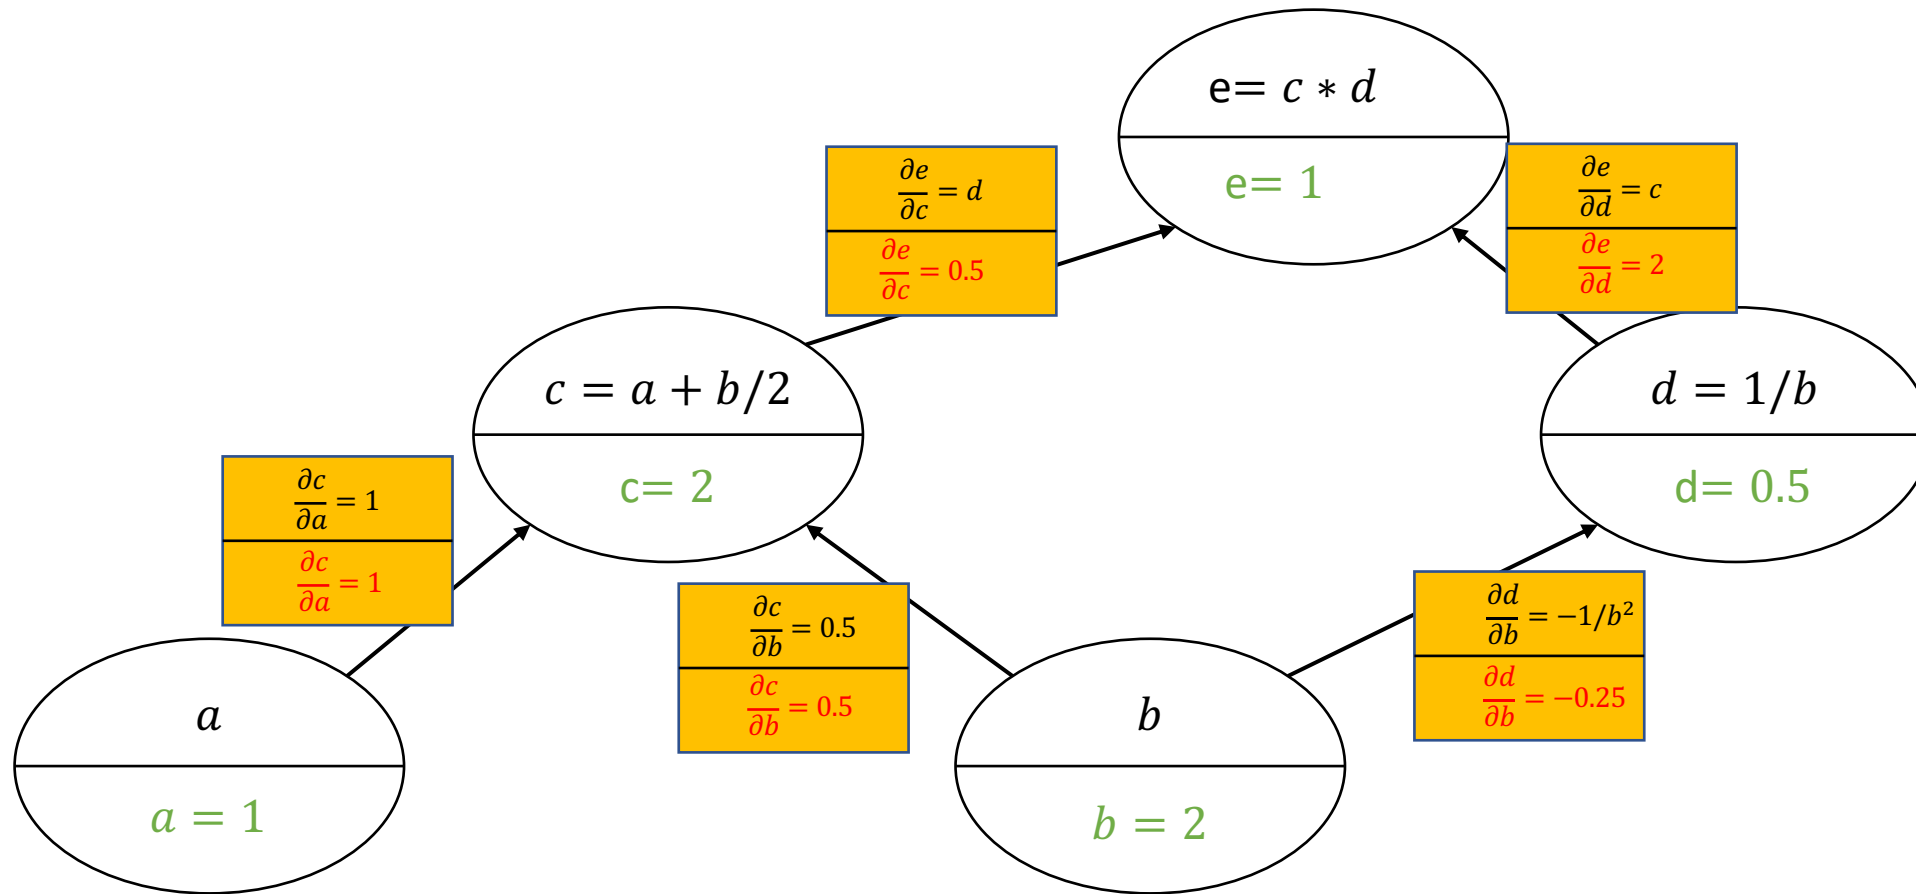 e= c ∗ d
e= 1
∂e/∂c = d
∂e/∂c = 0.5
∂e/∂d = c
∂e/∂d = 2
c = a + b/2
c= 2
d = 1/b
d= 0.5
∂c/∂a = 1
∂c/∂a = 1
∂c/∂b = 0.5
∂c/∂b = 0.5
∂d/∂b = −1/b²
∂d/∂b = −0.25
a
a = 1
b
b = 2